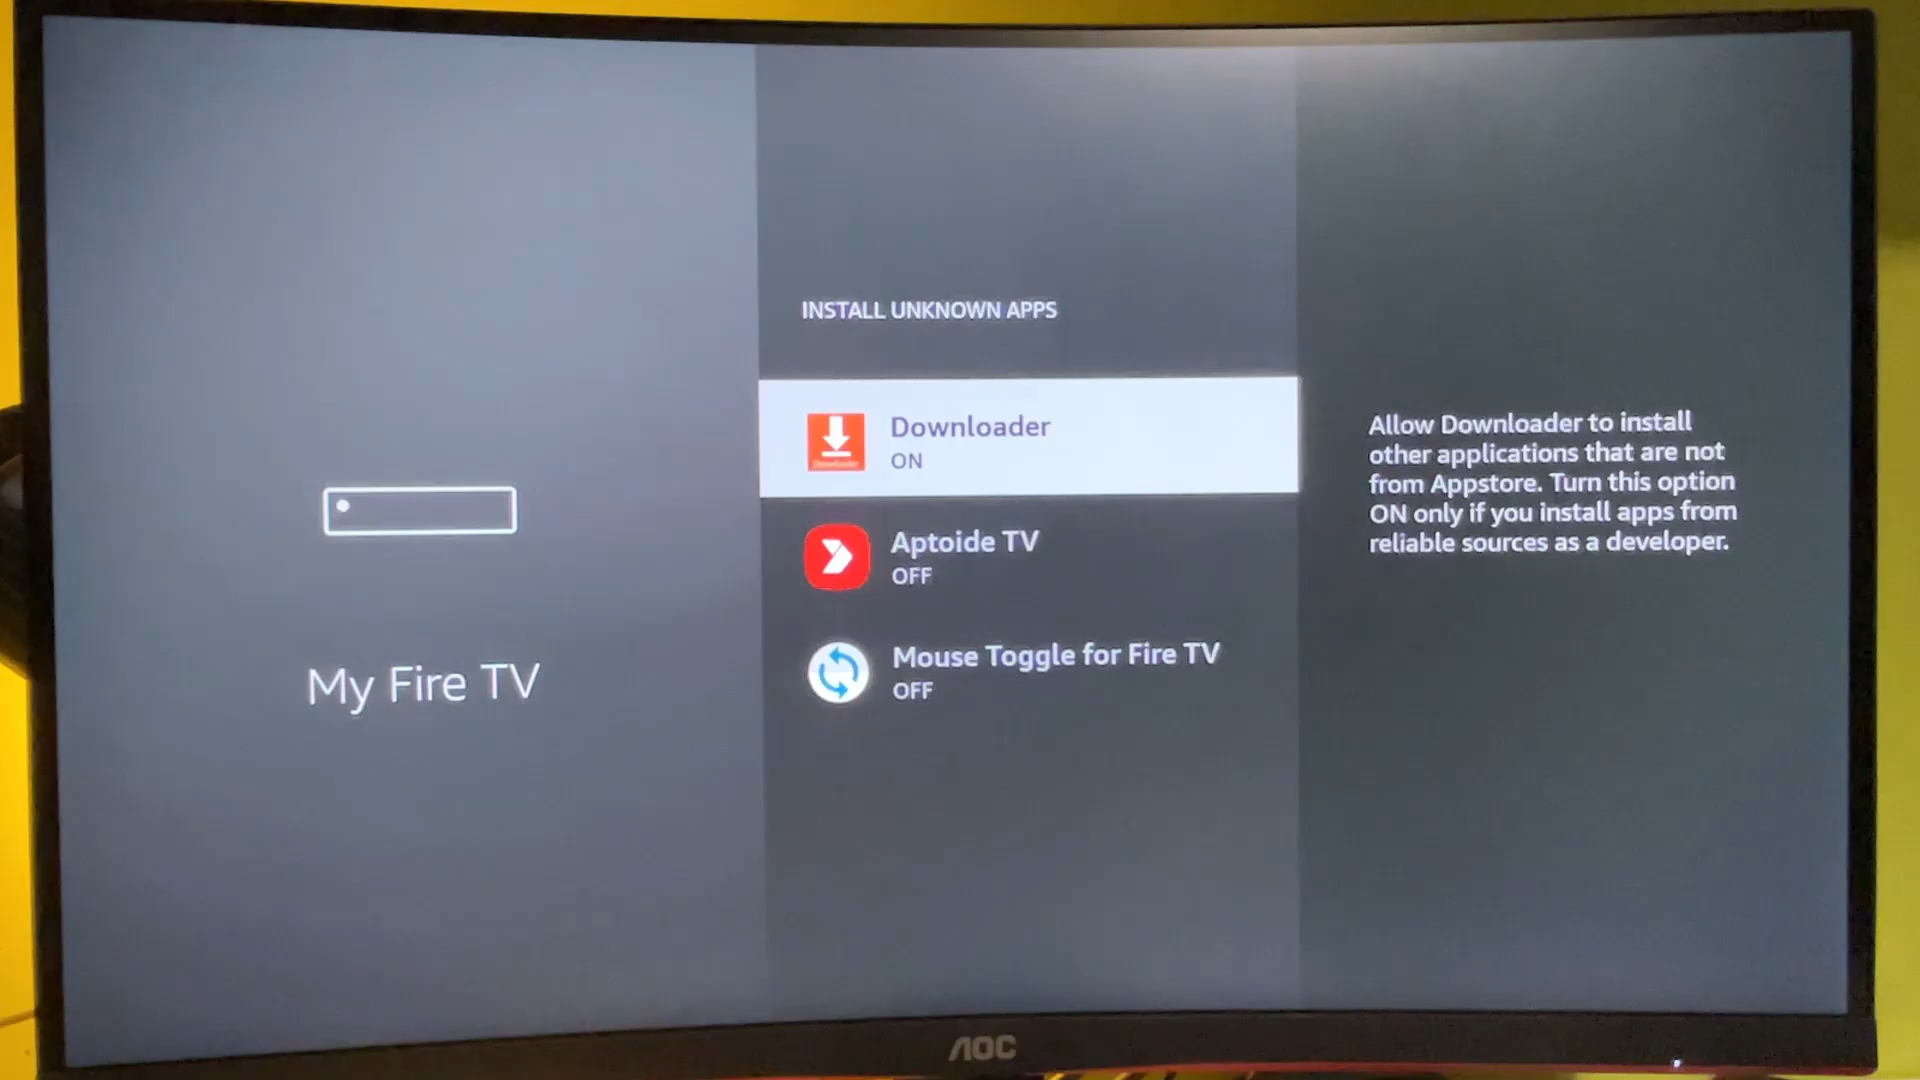 INSTALL UNKNOWN APPS
Downloader
ON
Aptoide TV
OFF
Mouse Toggle for Fire TV
OFF
My Fire TV
Allow Downloader to install
other applications that are not
from Appstore. Turn this option
ON only if you install apps from
reliable sources as a developer.
Downloader
AOC